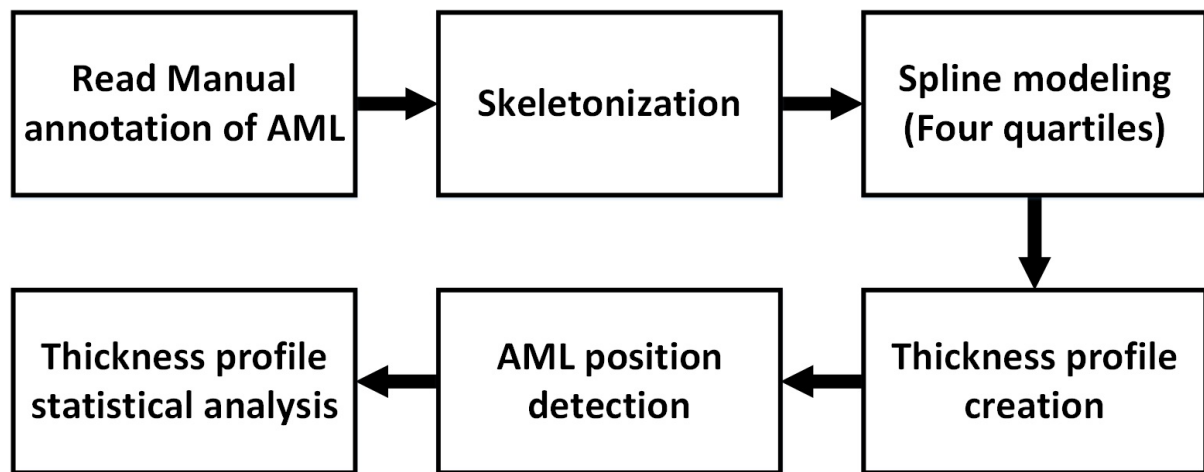 Read Manual
annotation of AML
Skeletonization
Spline modeling
(Four quartiles)
Thickness profile
creation
AML position
detection
Thickness profile
statistical analysis